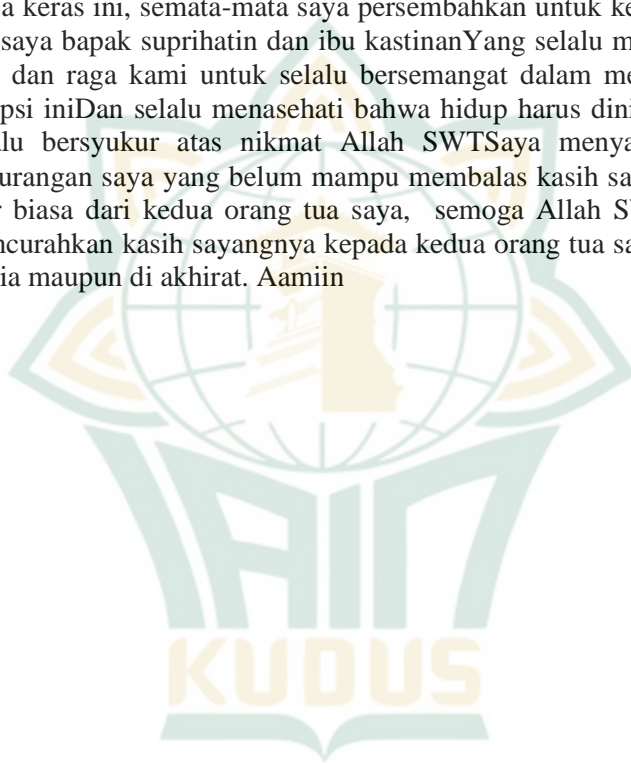 a keras ini, semata-mata saya persembahkan untuk ke
saya bapak suprihatin dan ibu kastinanYang selalu m
dan raga kami untuk selalu bersemangat dalam me
psi iniDan selalu menasehati bahwa hidup harus dini
lu bersyukur atas nikmat Allah SWTSaya menya
urangan saya yang belum mampu membalas kasih sa
r biasa dari kedua orang tua saya, semoga Allah S
ncurahkan kasih sayangnya kepada kedua orang tua sa
ia maupun di akhirat. Aamiin
IAIN
KUDUS